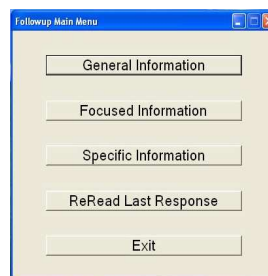 Followup Main Menu
General Information
Focused Information
Specific Information
ReRead Last Response
Exit